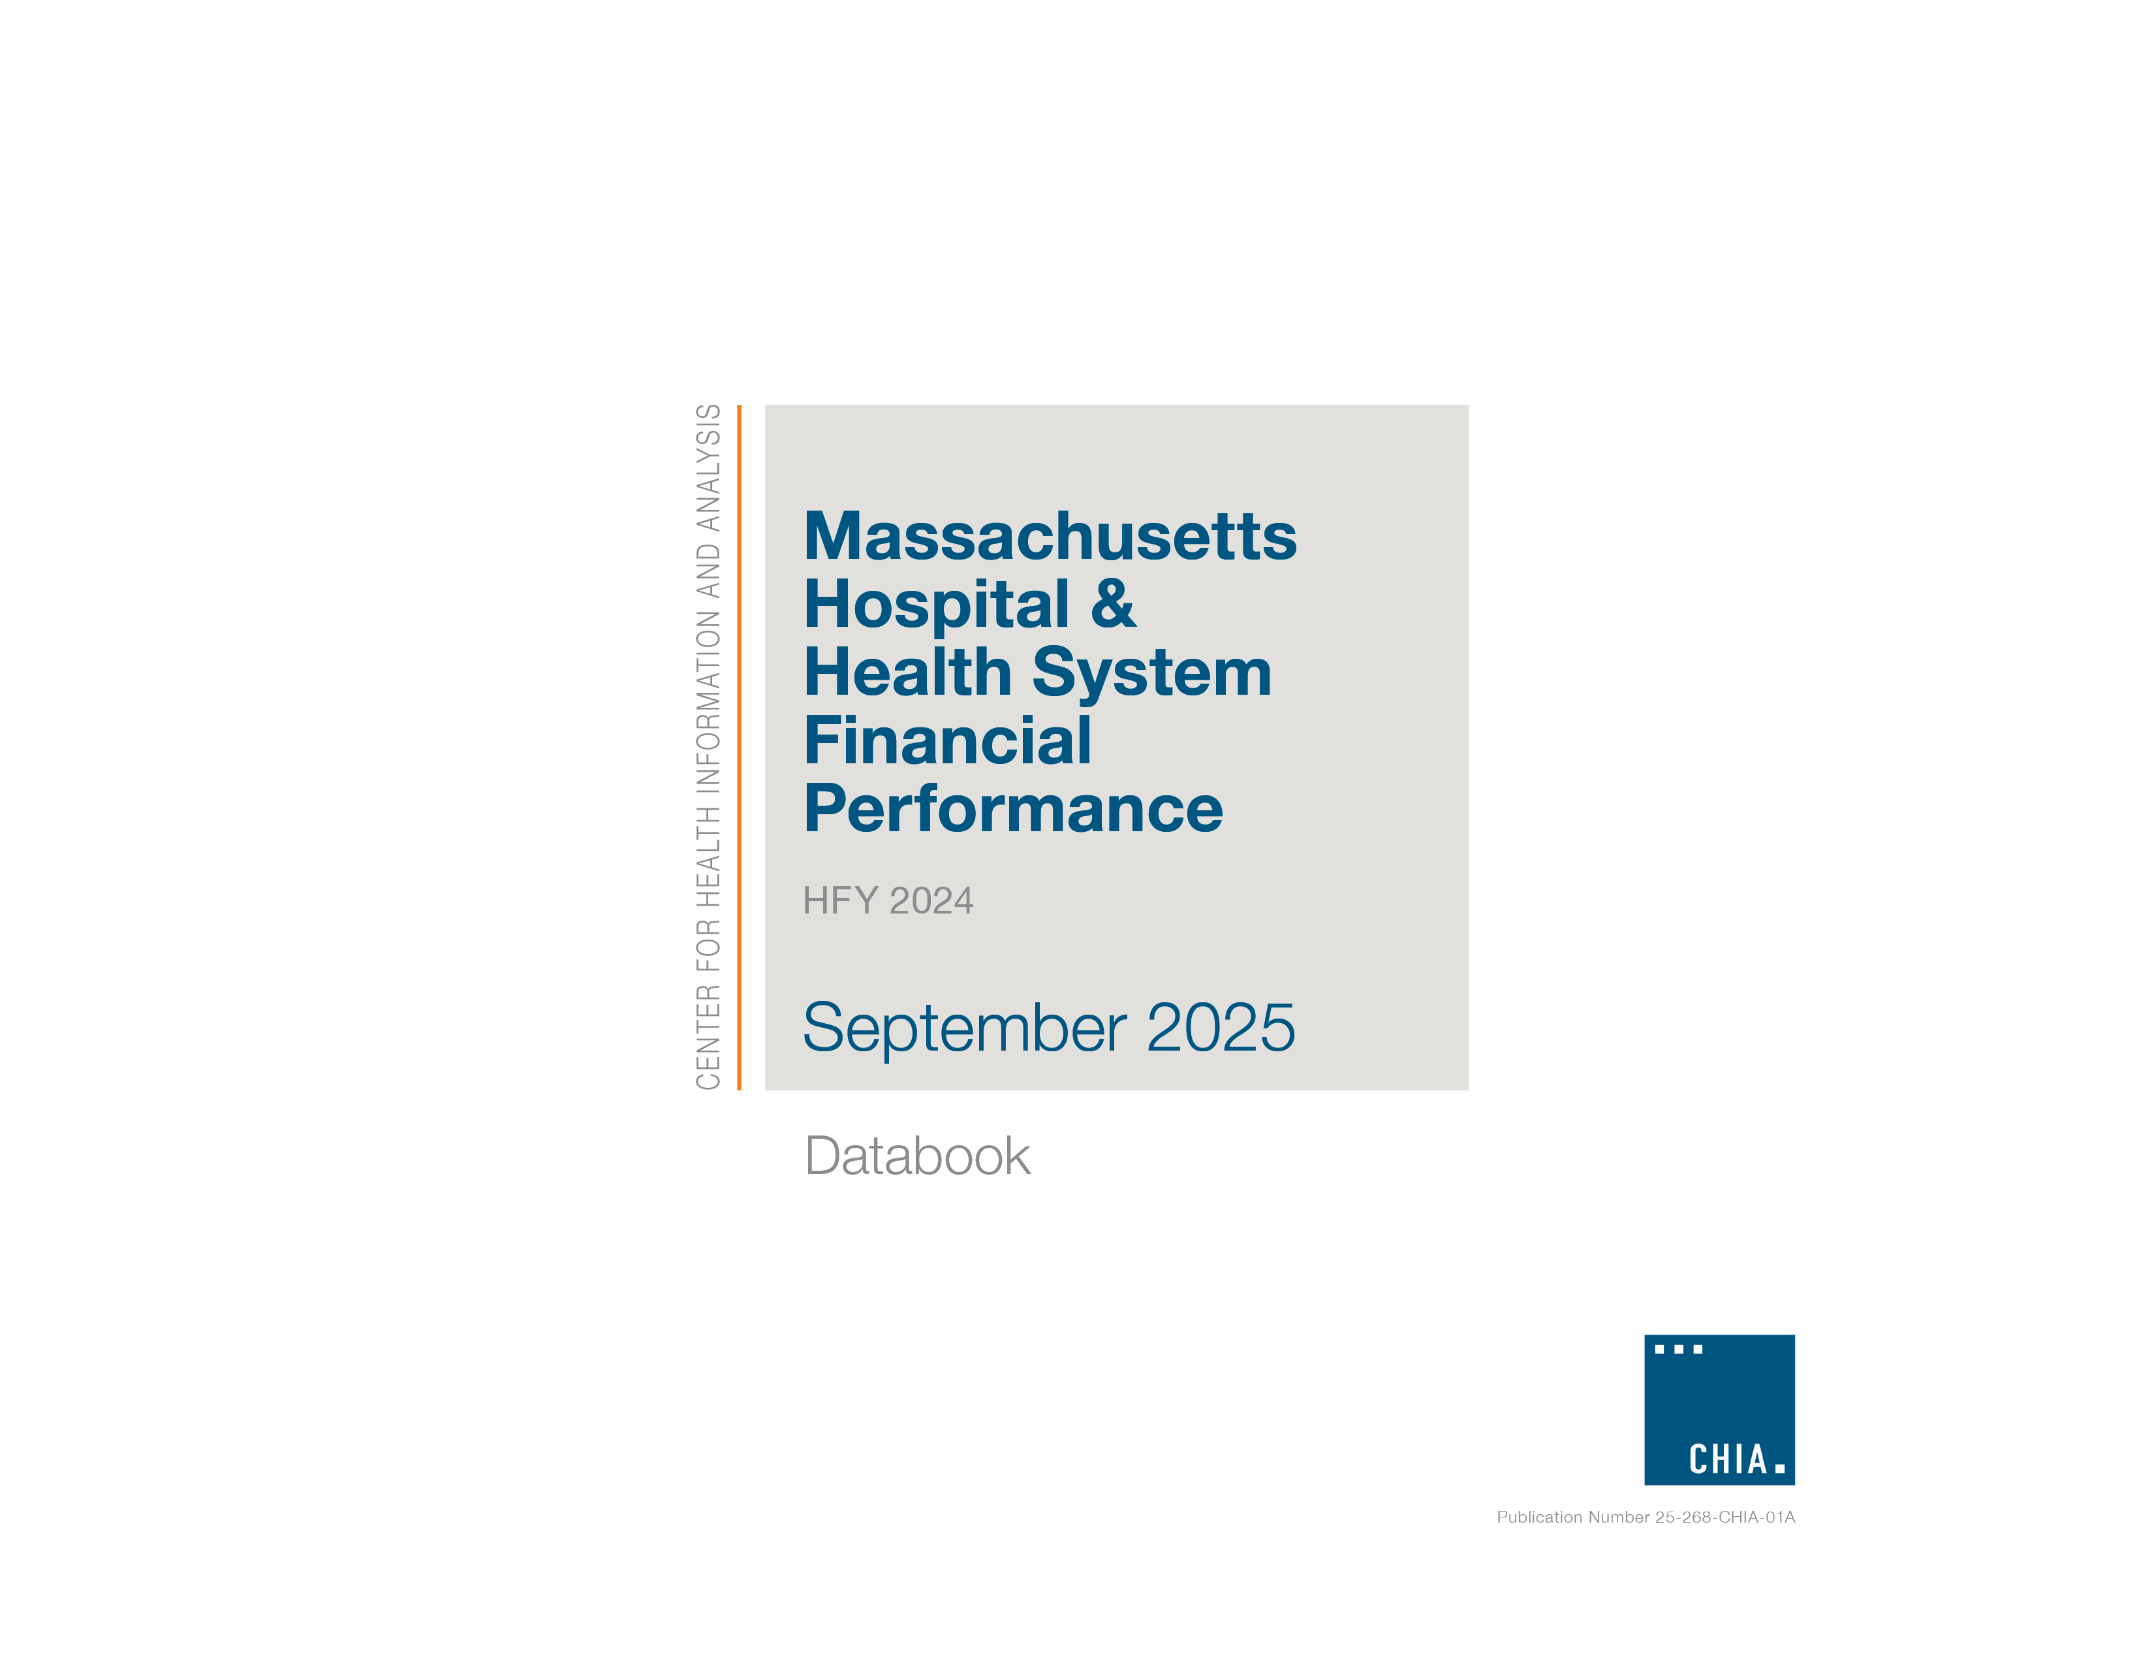 CENTER FOR HEALTH INFORMATION AND ANALYSIS
Massachusetts
Hospital &
Health System
Financial
Performance
HFY 2024
September 2025
Databook
CHIA.
Publication Number 25-268-CHIA-01A